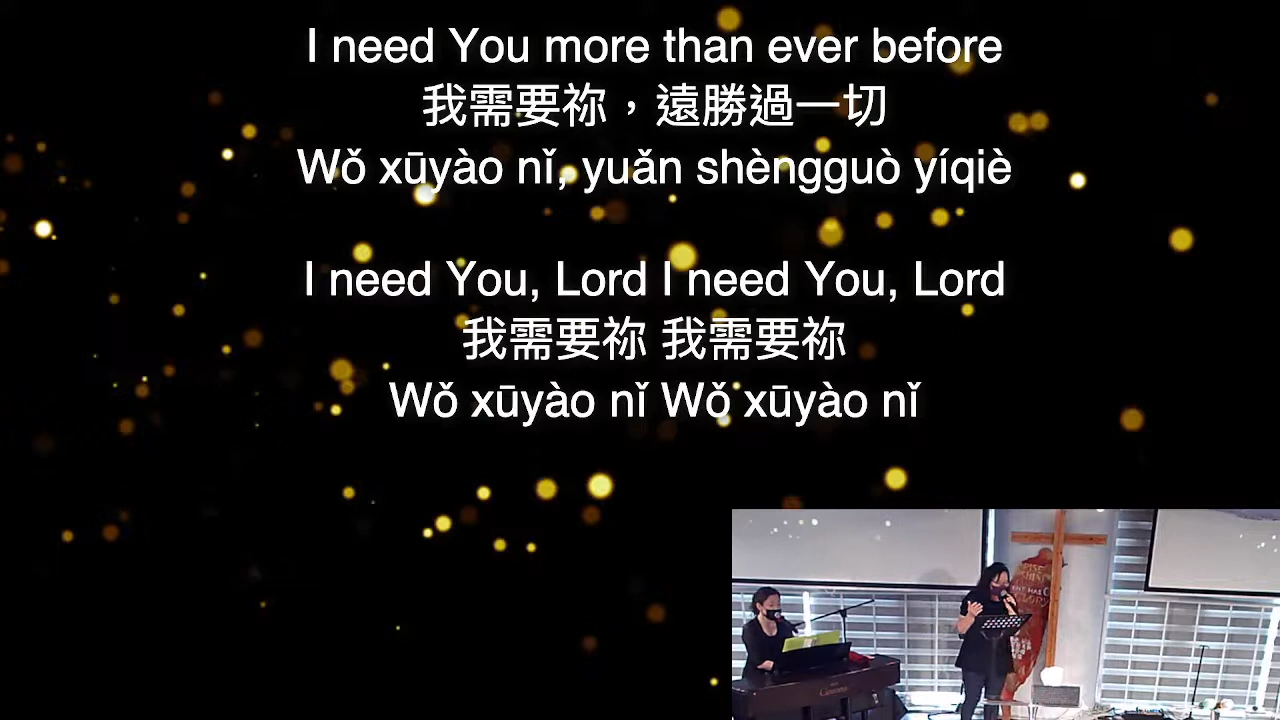 I need You more than ever before
我需要祢，遠勝過一切
Wǒ xūyào nǐ, yuǎn shèngguò yíqiè
I need You, Lord I need You, Lord
我需要祢 我需要祢
Wǒ xūyào nǐ Wǒ xūyào nǐ